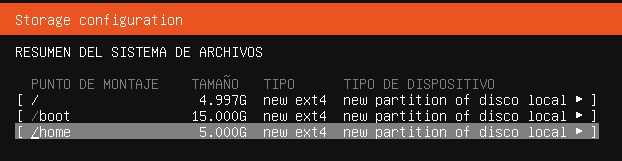 Storage configuration
RESUMEN DEL SISTEMA DE ARCHIVOS
PUNTO DE MONTAJE TAMAÑO TIPO TIPO DE DISPOSITIVO
[ / 4.997G new ext4 new partition of disco local ▸ ]
[ /boot 15.000G new ext4 new partition of disco local ▸ ]
[ /home 5.000G new ext4 new partition of disco local ▸ ]